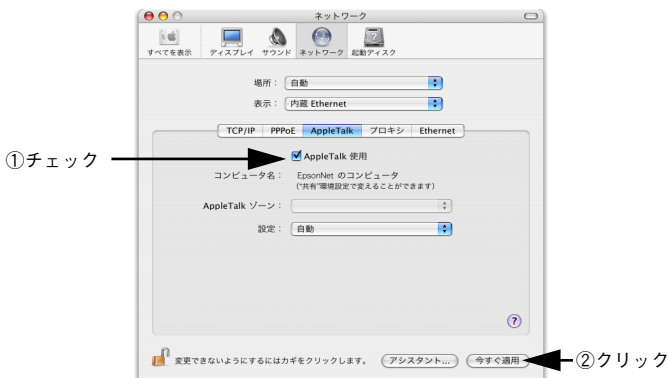 ネットワーク
すべてを表示 ディスプレイ サウンド ネットワーク 起動ディスク
場所： 自動
表示： 内蔵 Ethernet
TCP/IP PPPoE AppleTalk プロキシ Ethernet
①チェック
AppleTalk 使用
コンピュータ名： EpsonNet のコンピュータ
("共有"環境設定で変えることができます)
AppleTalk ゾーン：
設定： 自動
?
変更できないようにするにはカギをクリックします。 アシスタント... 今すぐ適用
②クリック